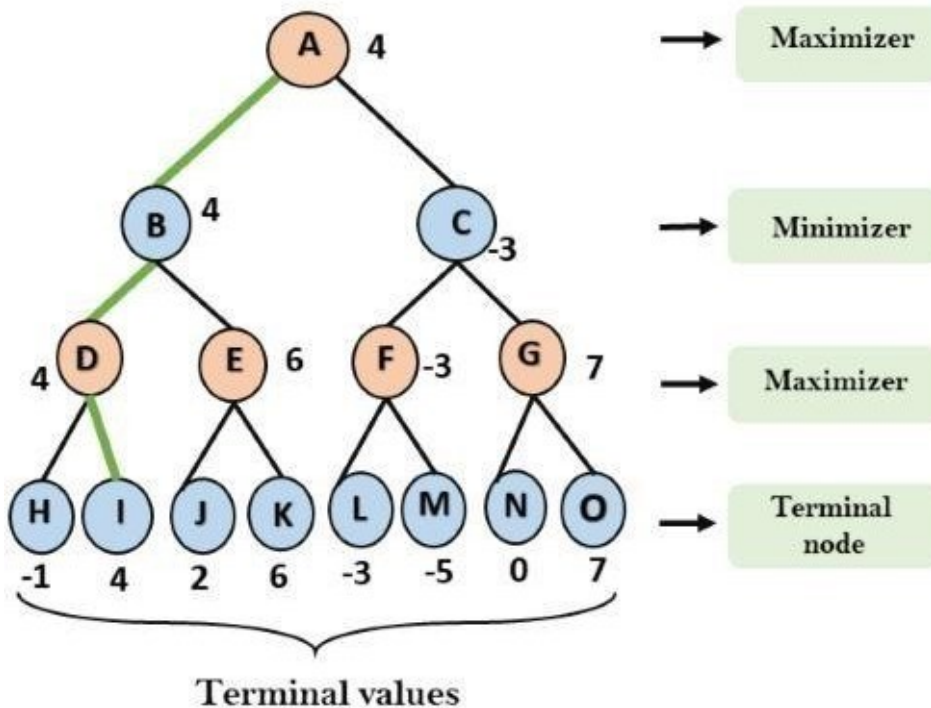 A 4 Maximizer
B 4 C -3 Minimizer
D 4 E 6 F -3 G 7 Maximizer
H I J K L M N O Terminal
node
-1 4 2 6 -3 -5 0 7
Terminal values